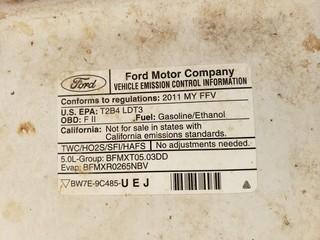 Ford
Ford Motor Company
VEHICLE EMISSION CONTROL INFORMATION
Conforms to regulations: 2011 MY FFV
U.S. EPA: T2B4 LDT3
OBD: F II Fuel: Gasoline/Ethanol
California: Not for sale in states with
California emissions standards.
TWC/HO2S/SFI/HAFS No adjustments needed.
5.0L-Group: BFMXT05.03DD
Evap: BFMXR0265NBV
BW7E-9C485-UEJ